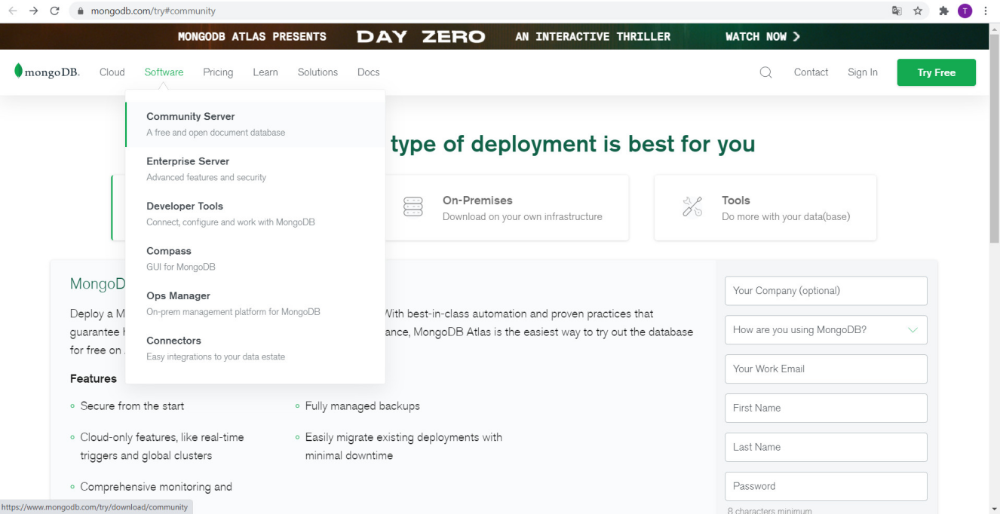 mongodb.com/try#community
T
MONGODB ATLAS PRESENTS DAY ZERO AN INTERACTIVE THRILLER WATCH NOW
mongoDB. Cloud Software Pricing Learn Solutions Docs Contact Sign In Try Free
Community Server
A free and open document database
Enterprise Server
Advanced features and security
Developer Tools
Connect, configure and work with MongoDB
Compass
GUI for MongoDB
Ops Manager
On-prem management platform for MongoDB
Connectors
Easy integrations to your data estate
type of deployment is best for you
On-Premises
Download on your own infrastructure
Tools
Do more with your data(base)
MongoD
Deploy a M With best-in-class automation and proven practices that
guarantee ance, MongoDB Atlas is the easiest way to try out the database
for free on
Features
Secure from the start
Fully managed backups
Cloud-only features, like real-time
triggers and global clusters
Easily migrate existing deployments with
minimal downtime
Comprehensive monitoring and
Your Company (optional)
How are you using MongoDB?
Your Work Email
First Name
Last Name
Password
8 characters minimum
https://www.mongodb.com/try/download/community